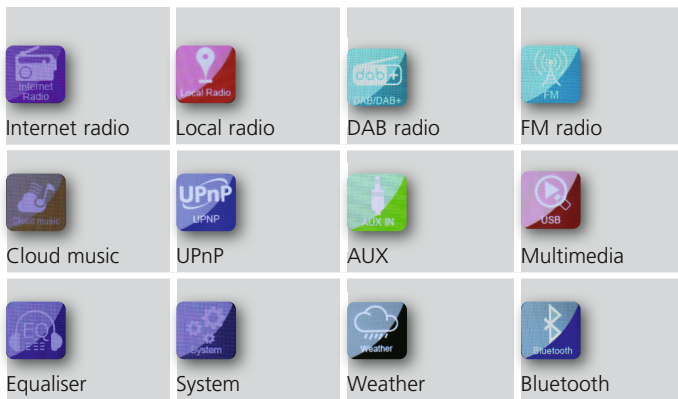 Internet
Radio
Local Radio
dab+
DAB/DAB+
FM
Internet radio
Local radio
DAB radio
FM radio
Cloud music
UPnP
UPNP
AUX IN
USB
Cloud music
UPnP
AUX
Multimedia
EQ
System
Weather
Bluetooth
Equaliser
System
Weather
Bluetooth